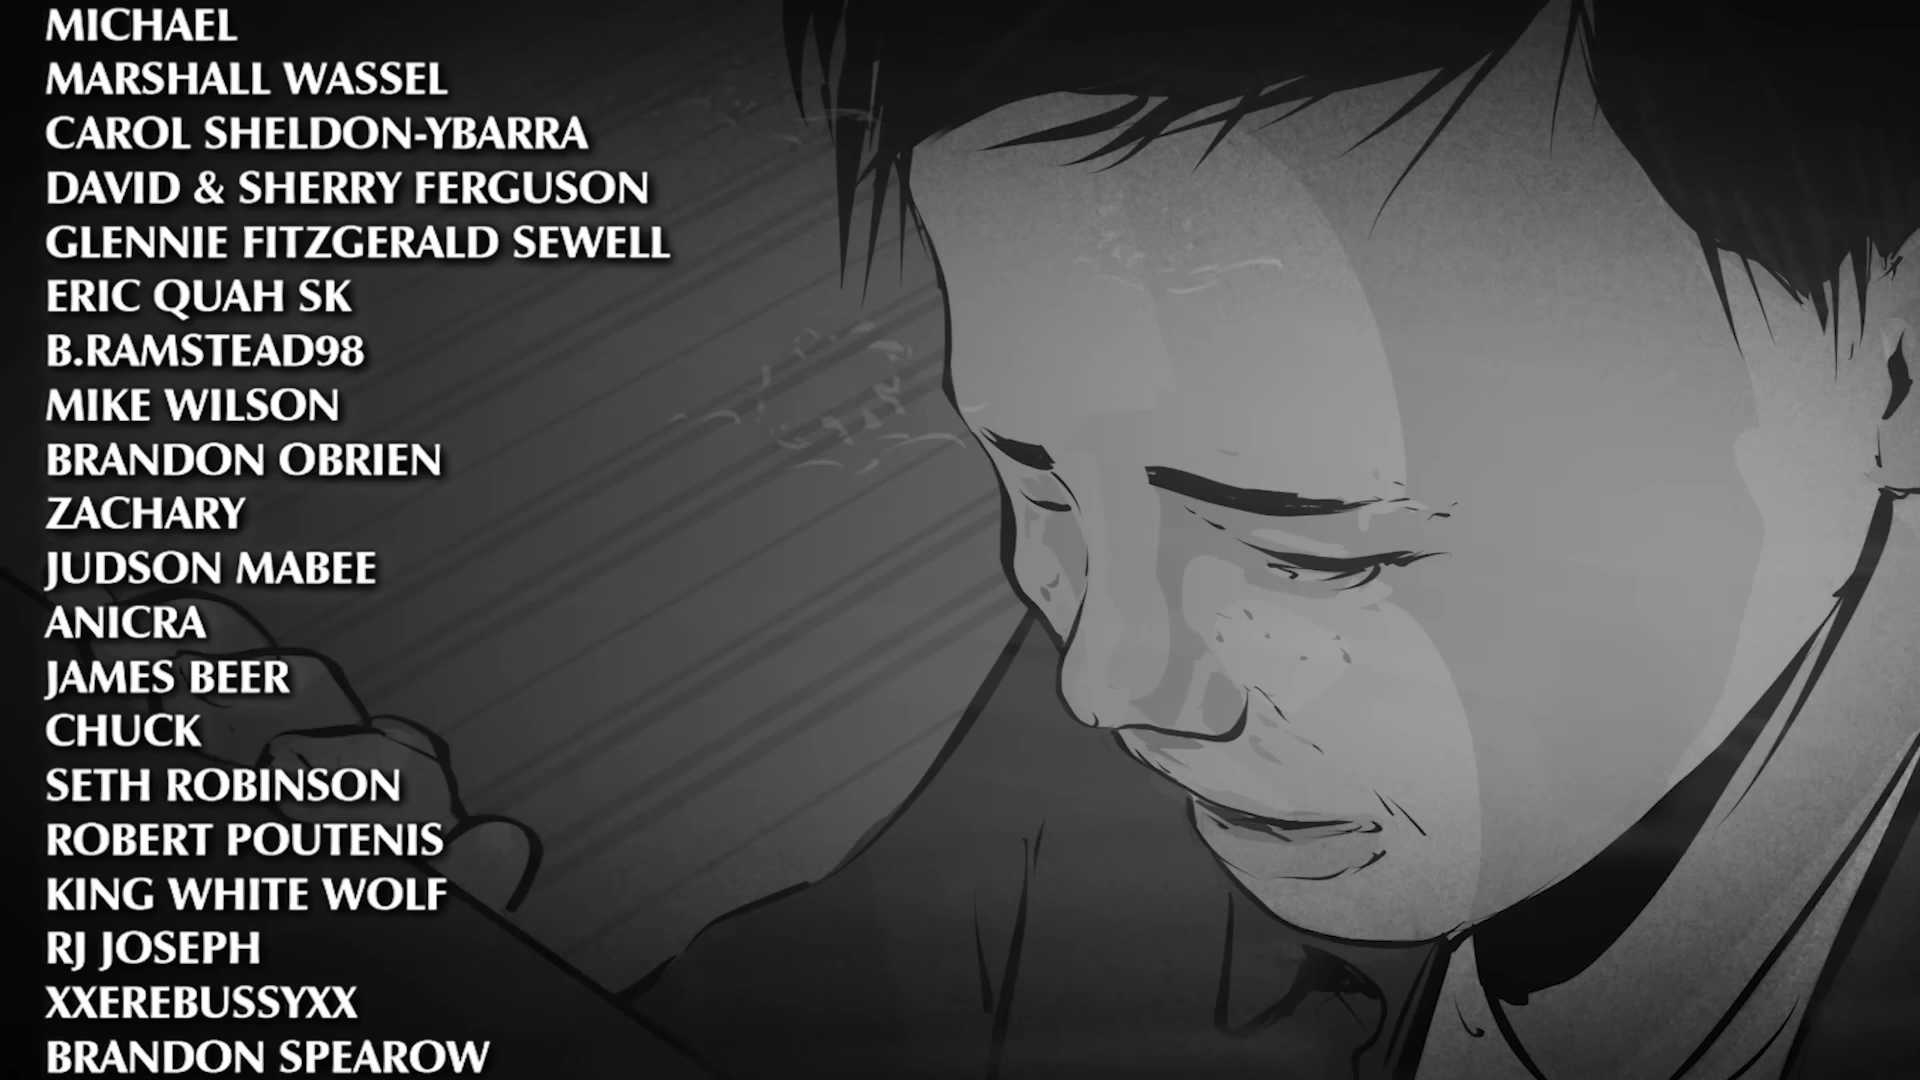 MICHAEL
MARSHALL WASSEL
CAROL SHELDON-YBARRA
DAVID & SHERRY FERGUSON
GLENNIE FITZGERALD SEWELL
ERIC QUAH SK
B.RAMSTEAD98
MIKE WILSON
BRANDON OBRIEN
ZACHARY
JUDSON MABEE
ANICRA
JAMES BEER
CHUCK
SETH ROBINSON
ROBERT POUTENIS
KING WHITE WOLF
RJ JOSEPH
XXEREBUSSYXX
BRANDON SPEAROW